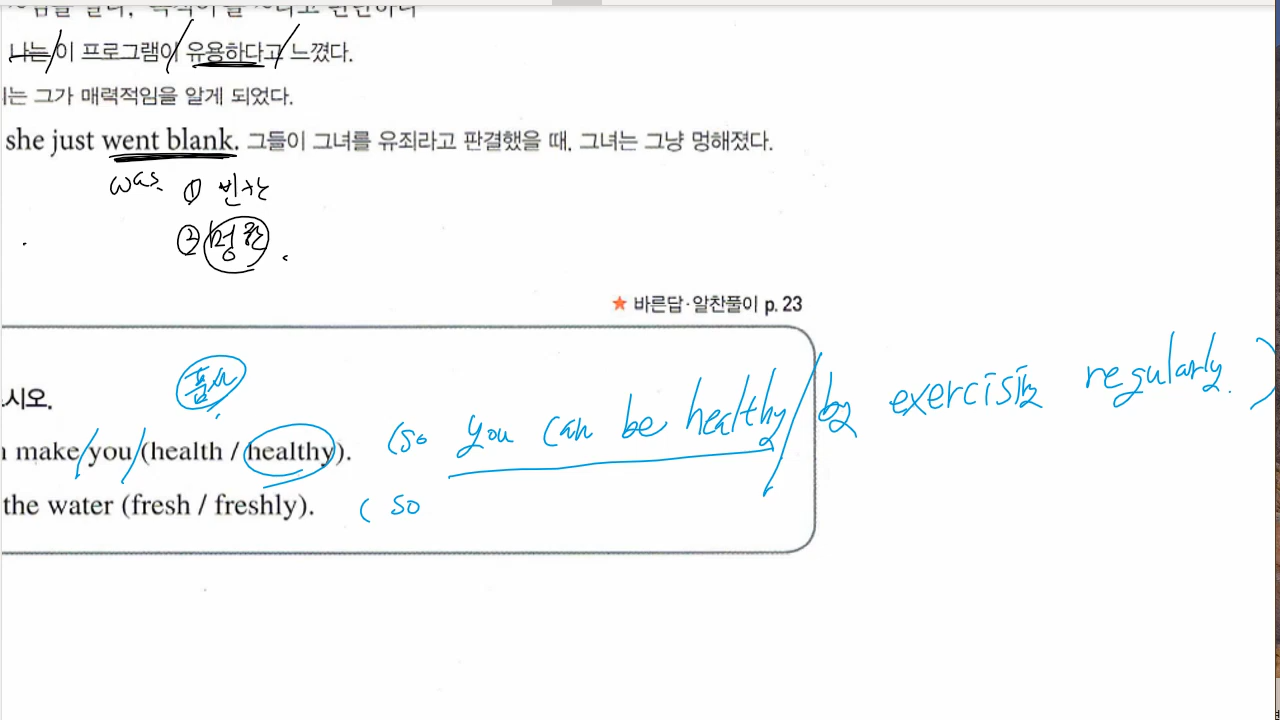 나는/이 프로그램이/유용하다고/느꼈다.
는 그가 매력적임을 알게 되었다.
she just went blank. 그들이 그녀를 유죄라고 판결했을 때, 그녀는 그냥 멍해졌다.
was ①
② 멍한
★ 바른답·알찬풀이 p. 23
시오.
make/you/(health / healthy). (so you can be healthy/by exercising regularly.)
the water (fresh / freshly). ( so